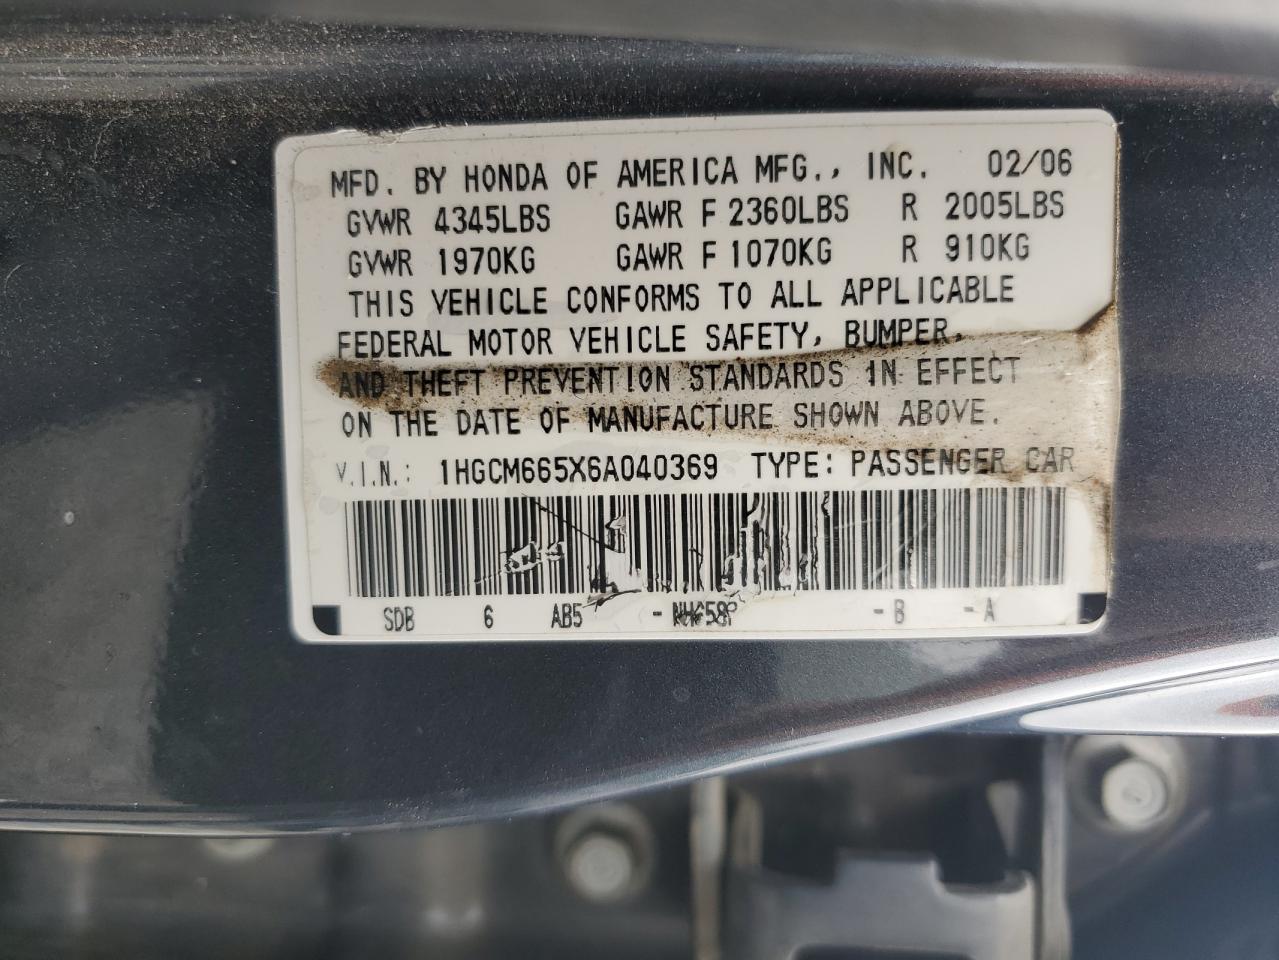 MFD. BY HONDA OF AMERICA MFG., INC. 02/06
GVWR 4345LBS GAWR F 2360LBS R 2005LBS
GVWR 1970KG GAWR F 1070KG R 910KG
THIS VEHICLE CONFORMS TO ALL APPLICABLE
FEDERAL MOTOR VEHICLE SAFETY, BUMPER,
AND THEFT PREVENTION STANDARDS IN EFFECT
ON THE DATE OF MANUFACTURE SHOWN ABOVE.
V.I.N.: 1HGCM665X6A040369 TYPE: PASSENGER CAR
SDB 6 AB5 - -B -A